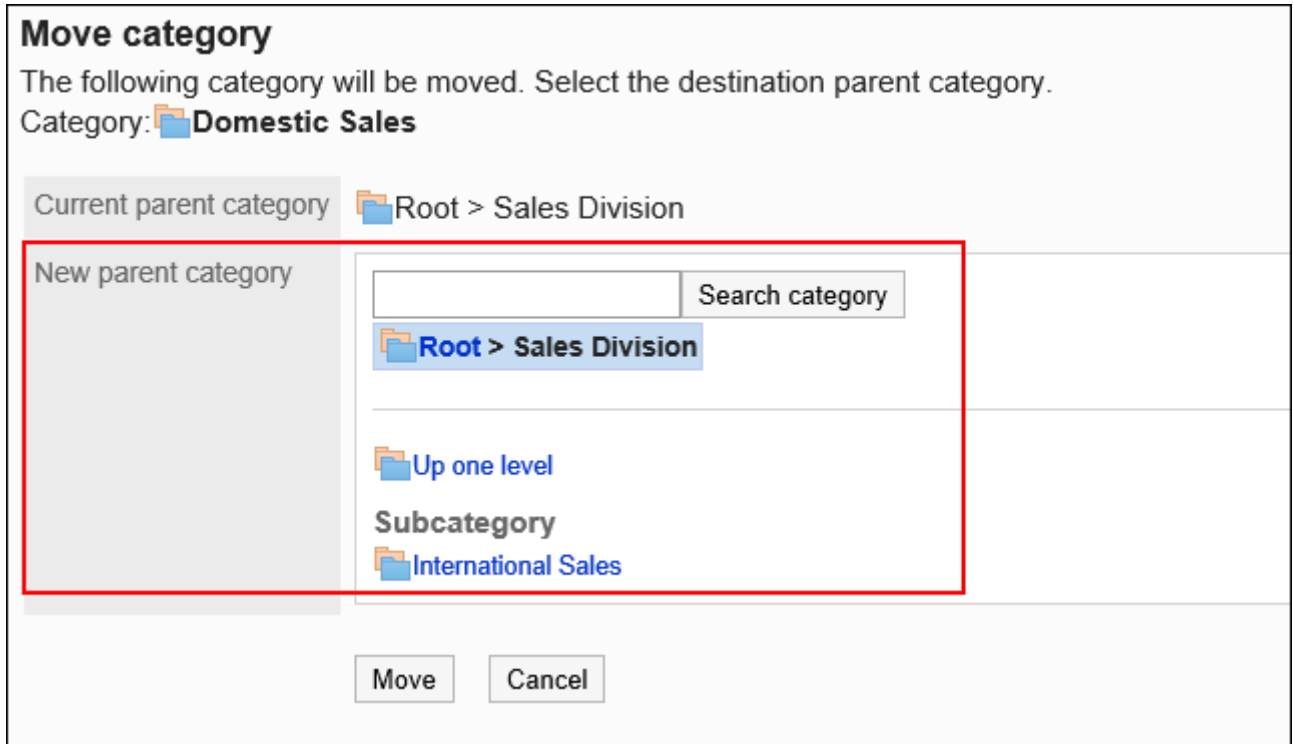 Move category
The following category will be moved. Select the destination parent category.
Category: Domestic Sales
Current parent category Root > Sales Division
New parent category
Search category
Root > Sales Division
Up one level
Subcategory
International Sales
Move Cancel